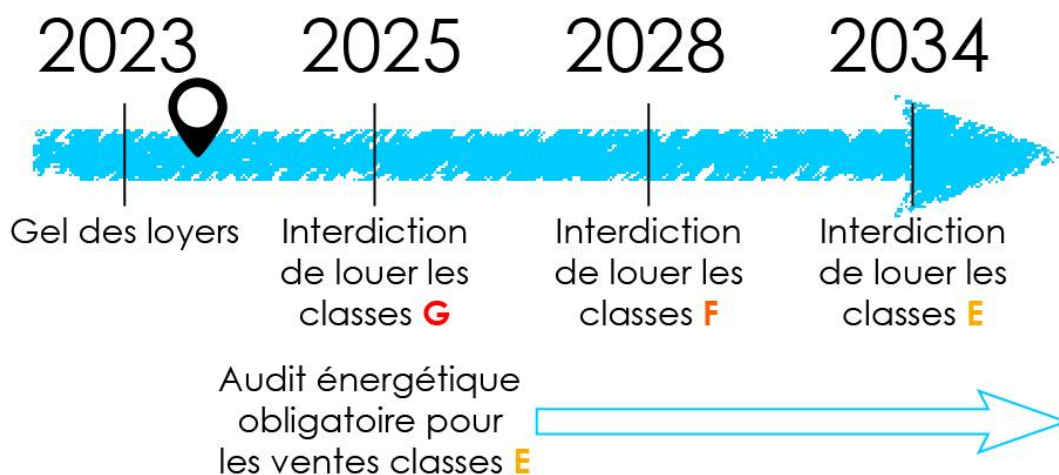 2023 2025 2028 2034
Gel des loyers
Interdiction
de louer les
classes G
Interdiction
de louer les
classes F
Interdiction
de louer les
classes E
Audit énergétique
obligatoire pour
les ventes classes E